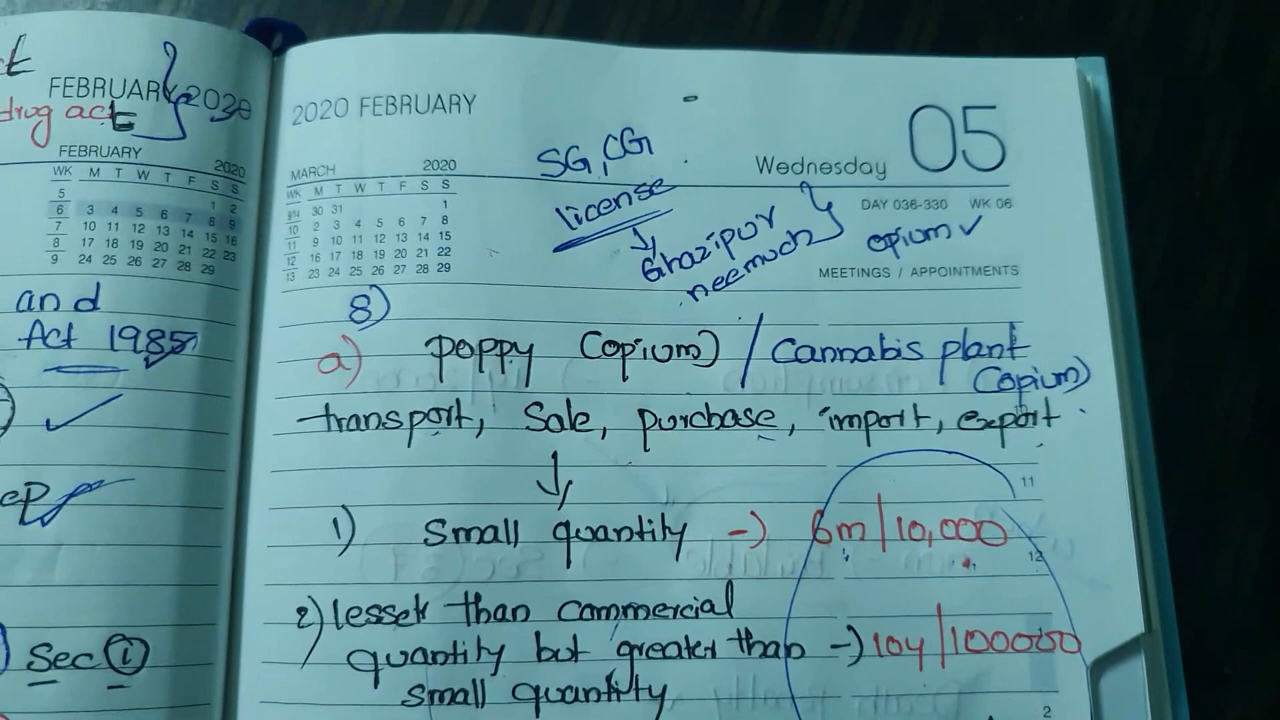 t
FEBRUARY 2020
drug act
FEBRUARY 2020
WK M T W T F S S
5 1 2
6 3 4 5 6 7 8 9
7 10 11 12 13 14 15 16
8 17 18 19 20 21 22 23
9 24 25 26 27 28 29
and
Act 1985
eP
Sec i
2020 FEBRUARY
Wednesday 05
MARCH 2020
WK M T W T F S S
9/14 30 31 1
10 2 3 4 5 6 7 8
11 9 10 11 12 13 14 15
12 16 17 18 19 20 21 22
13 23 24 25 26 27 28 29
SG, CG
license
Ghazipur
neemuch
DAY 036-330 WK 06
opium
MEETINGS / APPOINTMENTS
8)
a) poppy (opium) / Cannabis plant
(opium)
transport, Sale, purchase, import, export
11
1) Small quantity -> 6m/10,000
12
2) lesser than commercial
quantity but greater than -> 10y/100000
small quantity
2